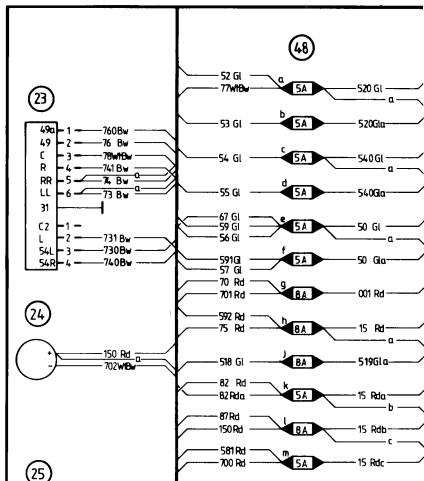 48
52 Gl a 5A 520 Gl
77WtBw a
23
49a 1 760Bw
49 2 76 Bw
C 3 78WtBw
R 4 741 Bw
RR 5 a 74 Bw
LL 6 a 73 Bw
31
C2 1
L 2 731 Bw
54L 3 730Bw
54R 4 740Bw
53 Gl b 5A 520Gla
54 Gl c 5A 540 Gl
a
55 Gl d 5A 540Gla
67 Gl
59 Gl e 5A 50 Gl
56 Gl a
591Gl f 5A 50 Gla
57 Gl
70 Rd g 8A 001 Rd
701 Rd
592 Rd h 8A 15 Rd
75 Rd a
24
+ 150 Rd
a
- 702WtBw
518 Gl j 8A 519Gla
82 Rd k 5A 15 Rda
82Rda b
87Rd l 8A 15 Rdb
150Rd c
581 Rd m 5A 15 Rdc
700 Rd
25